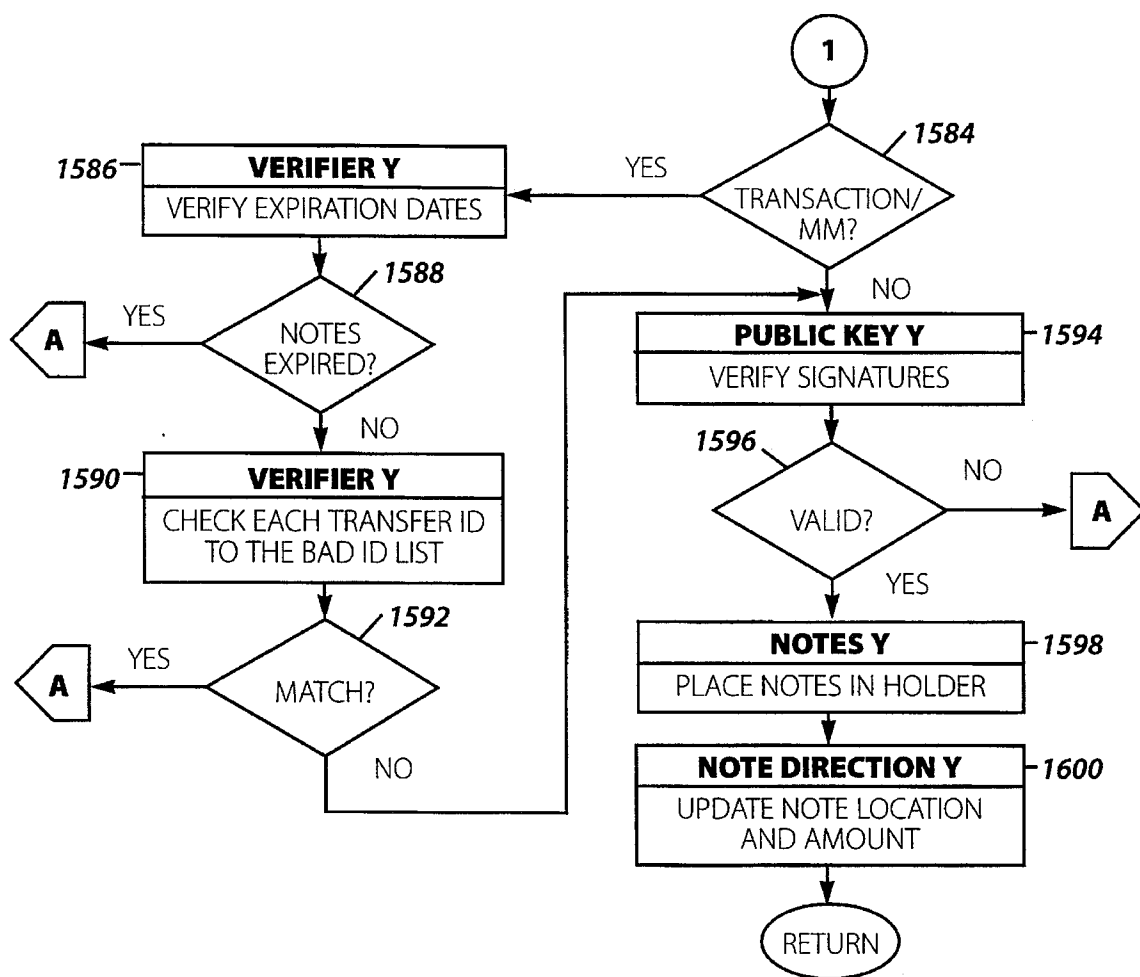 1
1584
TRANSACTION/
MM?
YES
NO
1586
VERIFIER Y
VERIFY EXPIRATION DATES
1588
NOTES
EXPIRED?
YES
A
NO
1590
VERIFIER Y
CHECK EACH TRANSFER ID
TO THE BAD ID LIST
1592
MATCH?
YES
A
NO
PUBLIC KEY Y
1594
VERIFY SIGNATURES
1596
VALID?
NO
A
YES
NOTES Y
1598
PLACE NOTES IN HOLDER
NOTE DIRECTION Y
1600
UPDATE NOTE LOCATION
AND AMOUNT
RETURN